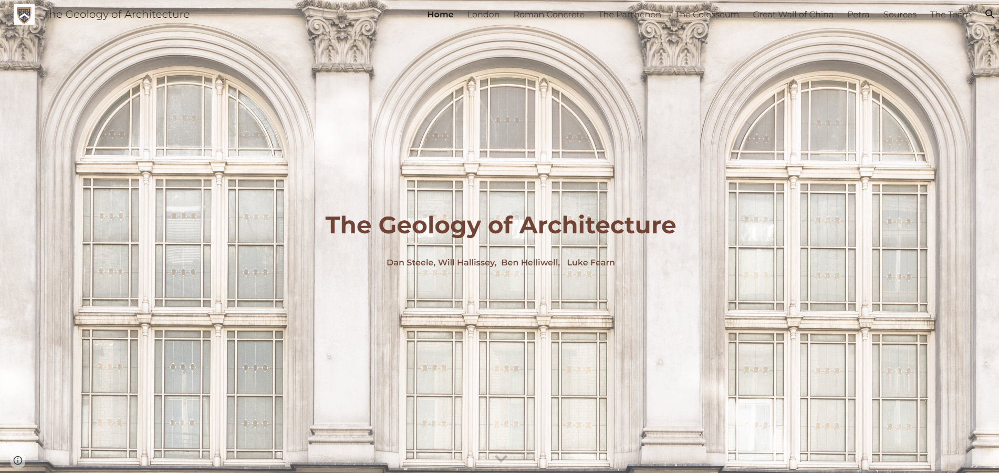 The Geology of Architecture
Home London Roman Concrete The Parthenon The Colosseum Great Wall of China Petra Sources The Team
The Geology of Architecture
Dan Steele, Will Hallissey,  Ben Helliwell,   Luke Fearn